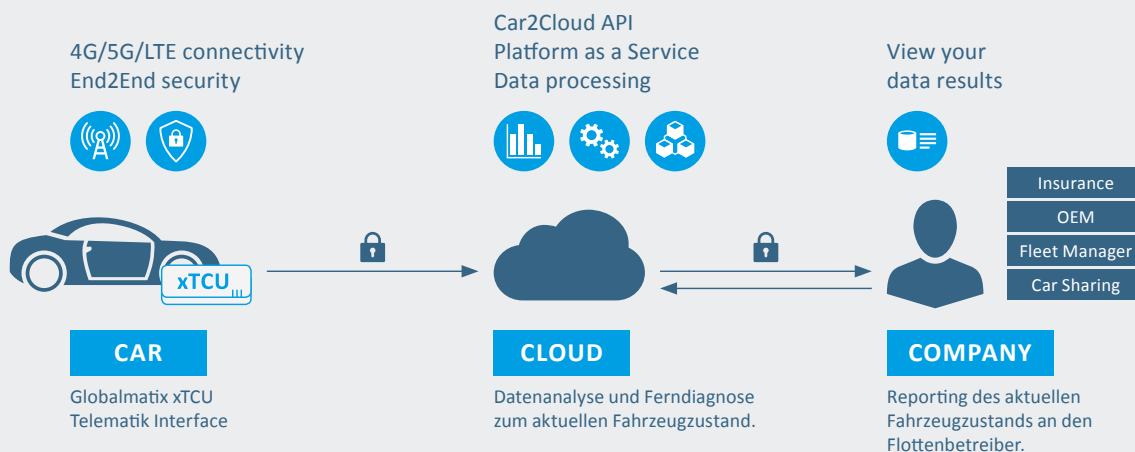 4G/5G/LTE connectivity
End2End security
Car2Cloud API
Platform as a Service
Data processing
View your
data results
Insurance
OEM
Fleet Manager
Car Sharing
xTCU
CAR
Globalmatix xTCU
Telematik Interface
CLOUD
Datenanalyse und Ferndiagnose
zum aktuellen Fahrzeugzustand.
COMPANY
Reporting des aktuellen
Fahrzeugzustands an den
Flottenbetreiber.